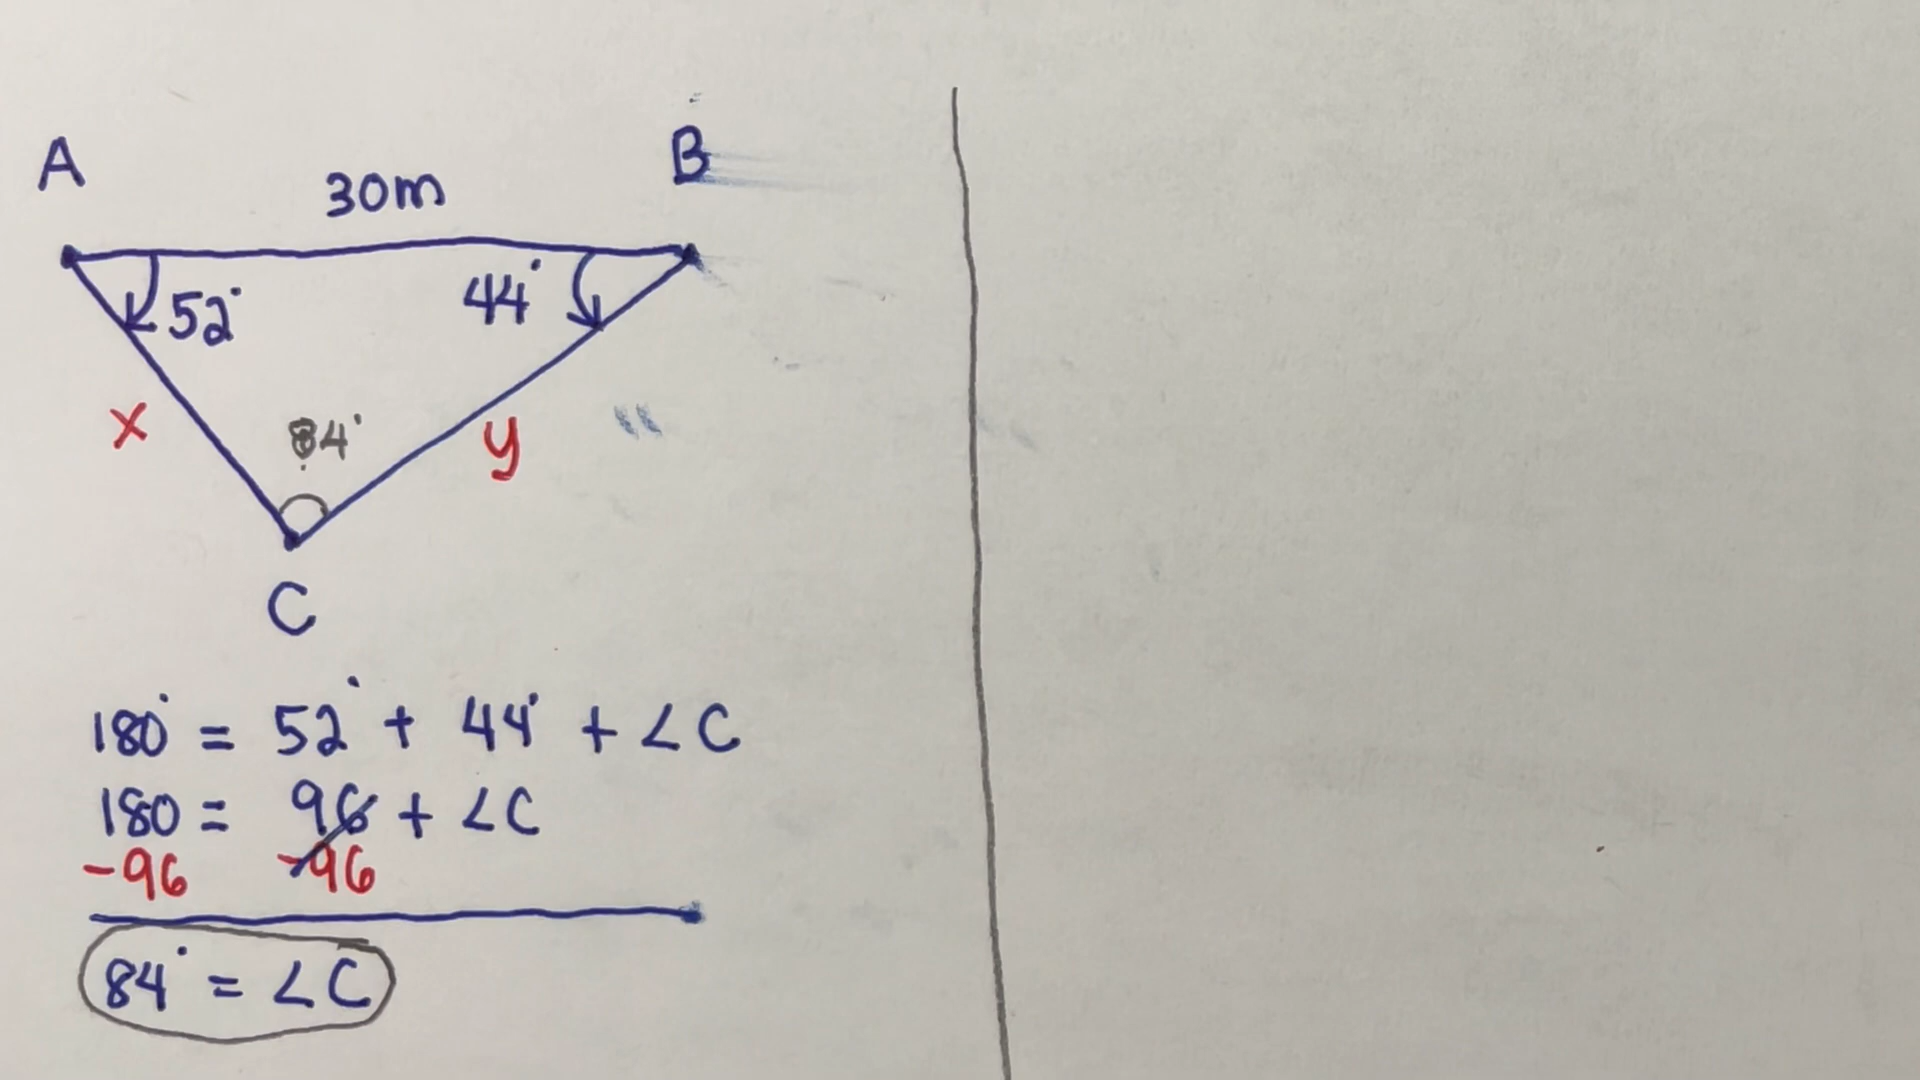 A
B
30m
52°
44°
x
84°
y
C
180° = 52° + 44° + ∠C
180 = 96 + ∠C
-96 -96
84° = ∠C